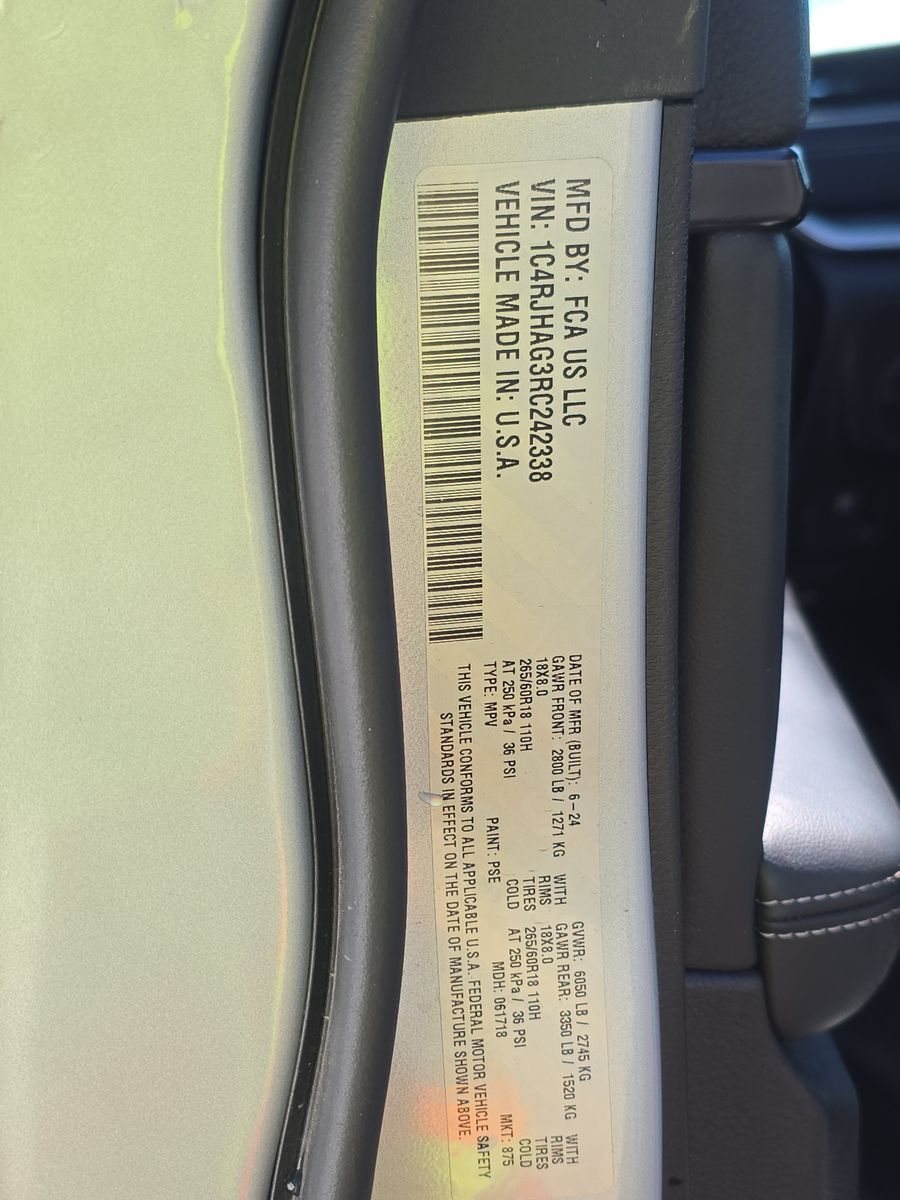 MFD BY: FCA US LLC
VIN: 1C4RJHAG3RC242338
VEHICLE MADE IN: U.S.A.
DATE OF MFR (BUILT): 6-24 GVWR: 6050 LB / 2745 KG
GAWR FRONT: 2800 LB / 1271 KG WITH GAWR REAR: 3350 LB / 1520 KG WITH
18X8.0 RIMS 18X8.0 RIMS
265/60R18 110H TIRES 265/60R18 110H TIRES
AT 250 kPa / 36 PSI COLD AT 250 kPa / 36 PSI COLD
TYPE: MPV PAINT: PSE MDH: 061718 MKT: 875
THIS VEHICLE CONFORMS TO ALL APPLICABLE U.S.A. FEDERAL MOTOR VEHICLE SAFETY
STANDARDS IN EFFECT ON THE DATE OF MANUFACTURE SHOWN ABOVE.